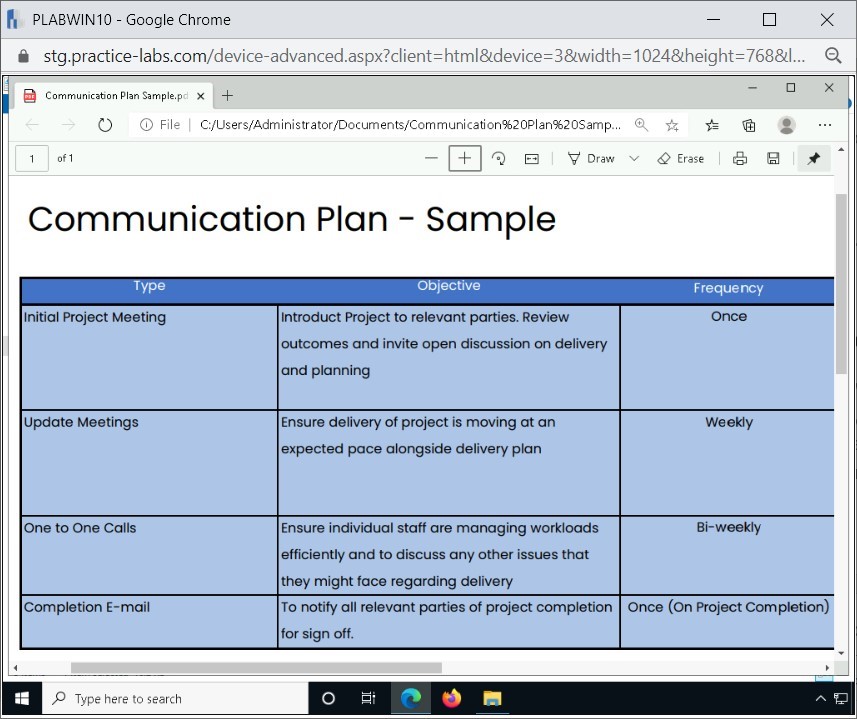 PLABWIN10 - Google Chrome
stg.practice-labs.com/device-advanced.aspx?client=html&device=3&width=1024&height=768&l...
Communication Plan Sample.pd
File | C:/Users/Administrator/Documents/Communication%20Plan%20Samp...
1 of 1 Draw Erase
Communication Plan - Sample
Type Objective Frequency
Initial Project Meeting Introduct Project to relevant parties. Review Once
outcomes and invite open discussion on delivery
and planning
Update Meetings Ensure delivery of project is moving at an Weekly
expected pace alongside delivery plan
One to One Calls Ensure individual staff are managing workloads Bi-weekly
efficiently and to discuss any other issues that
they might face regarding delivery
Completion E-mail To notify all relevant parties of project completion Once (On Project Completion)
for sign off.
Type here to search